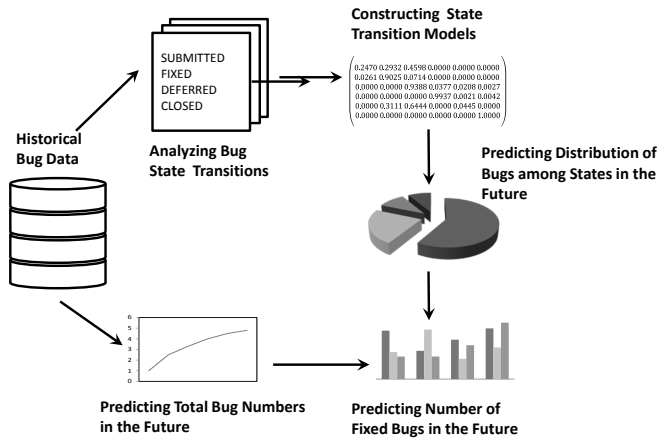 Constructing State
Transition Models
SUBMITTED
FIXED
DEFERRED
CLOSED
0.2470 0.2932 0.4598 0.0000 0.0000 0.0000
0.0261 0.9025 0.0714 0.0000 0.0000 0.0000
0.0000 0.0000 0.9388 0.0377 0.0208 0.0027
0.0000 0.0000 0.0000 0.9937 0.0021 0.0042
0.0000 0.3111 0.6444 0.0000 0.0445 0.0000
0.0000 0.0000 0.0000 0.0000 0.0000 1.0000
Historical
Bug Data
Analyzing Bug
State Transitions
Predicting Distribution of
Bugs among States in the
Future
6
5
4
3
2
1
0
Predicting Total Bug Numbers
in the Future
Predicting Number of
Fixed Bugs in the Future